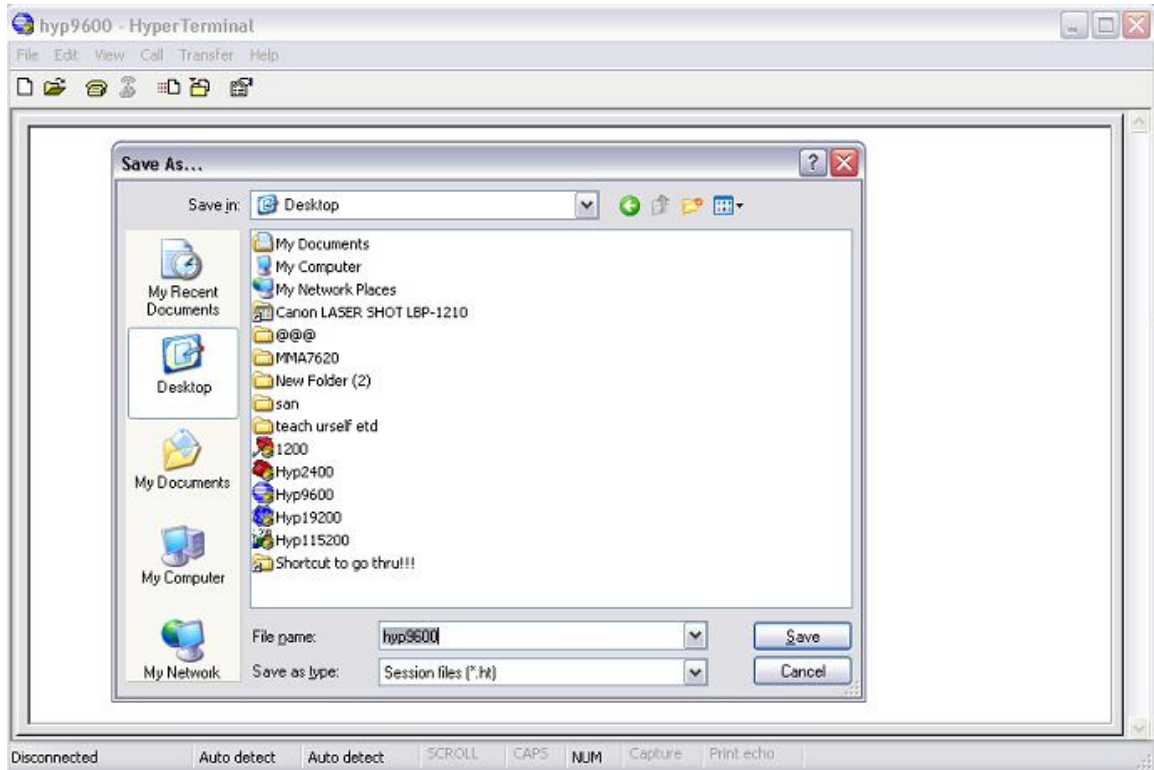 hyp9600 - HyperTerminal
File Edit View Call Transfer Help
Save As...
Save in: Desktop
My Recent Documents
Desktop
My Documents
My Computer
My Network
My Documents
My Computer
My Network Places
Canon LASER SHOT LBP-1210
@@@
MMA7620
New Folder (2)
san
teach urself etd
1200
Hyp2400
Hyp9600
Hyp19200
Hyp115200
Shortcut to go thru!!!
File name: hyp9600 Save
Save as type: Session files (*.ht) Cancel
Disconnected Auto detect Auto detect SCROLL CAPS NUM Capture Print echo